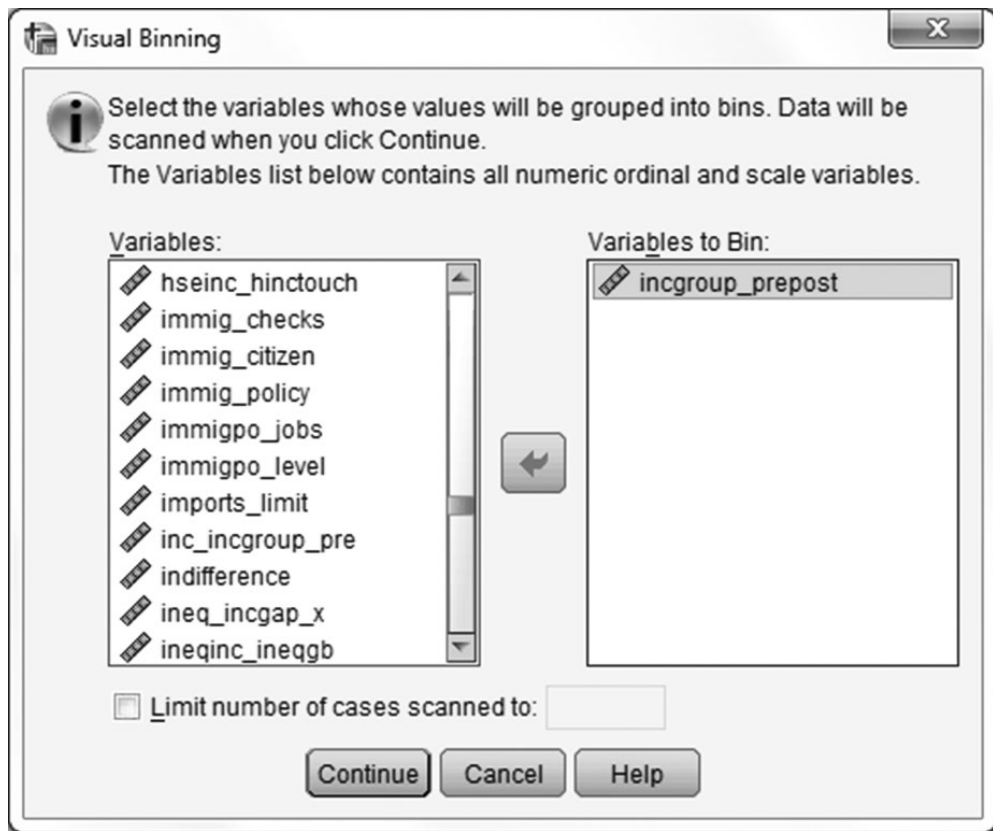 Visual Binning
Select the variables whose values will be grouped into bins. Data will be
scanned when you click Continue.
The Variables list below contains all numeric ordinal and scale variables.
Variables:
hseinc_hinctouch
immig_checks
immig_citizen
immig_policy
immigpo_jobs
immigpo_level
imports_limit
inc_incgroup_pre
indifference
ineq_incgap_x
ineqinc_ineqgb
Variables to Bin:
incgroup_prepost
Limit number of cases scanned to:
Continue Cancel Help